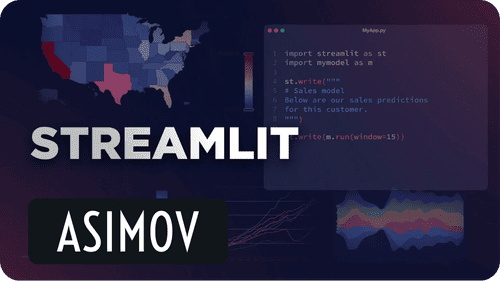 MyApp.py
1 import streamlit as st
2 import mymodel as m
3
4 st.write("""
5 # Sales model
6 Below are our sales predictions
7 for this customer.
8 """)
.write(m.run(window=15))
STREAMLIT
ASIMOV